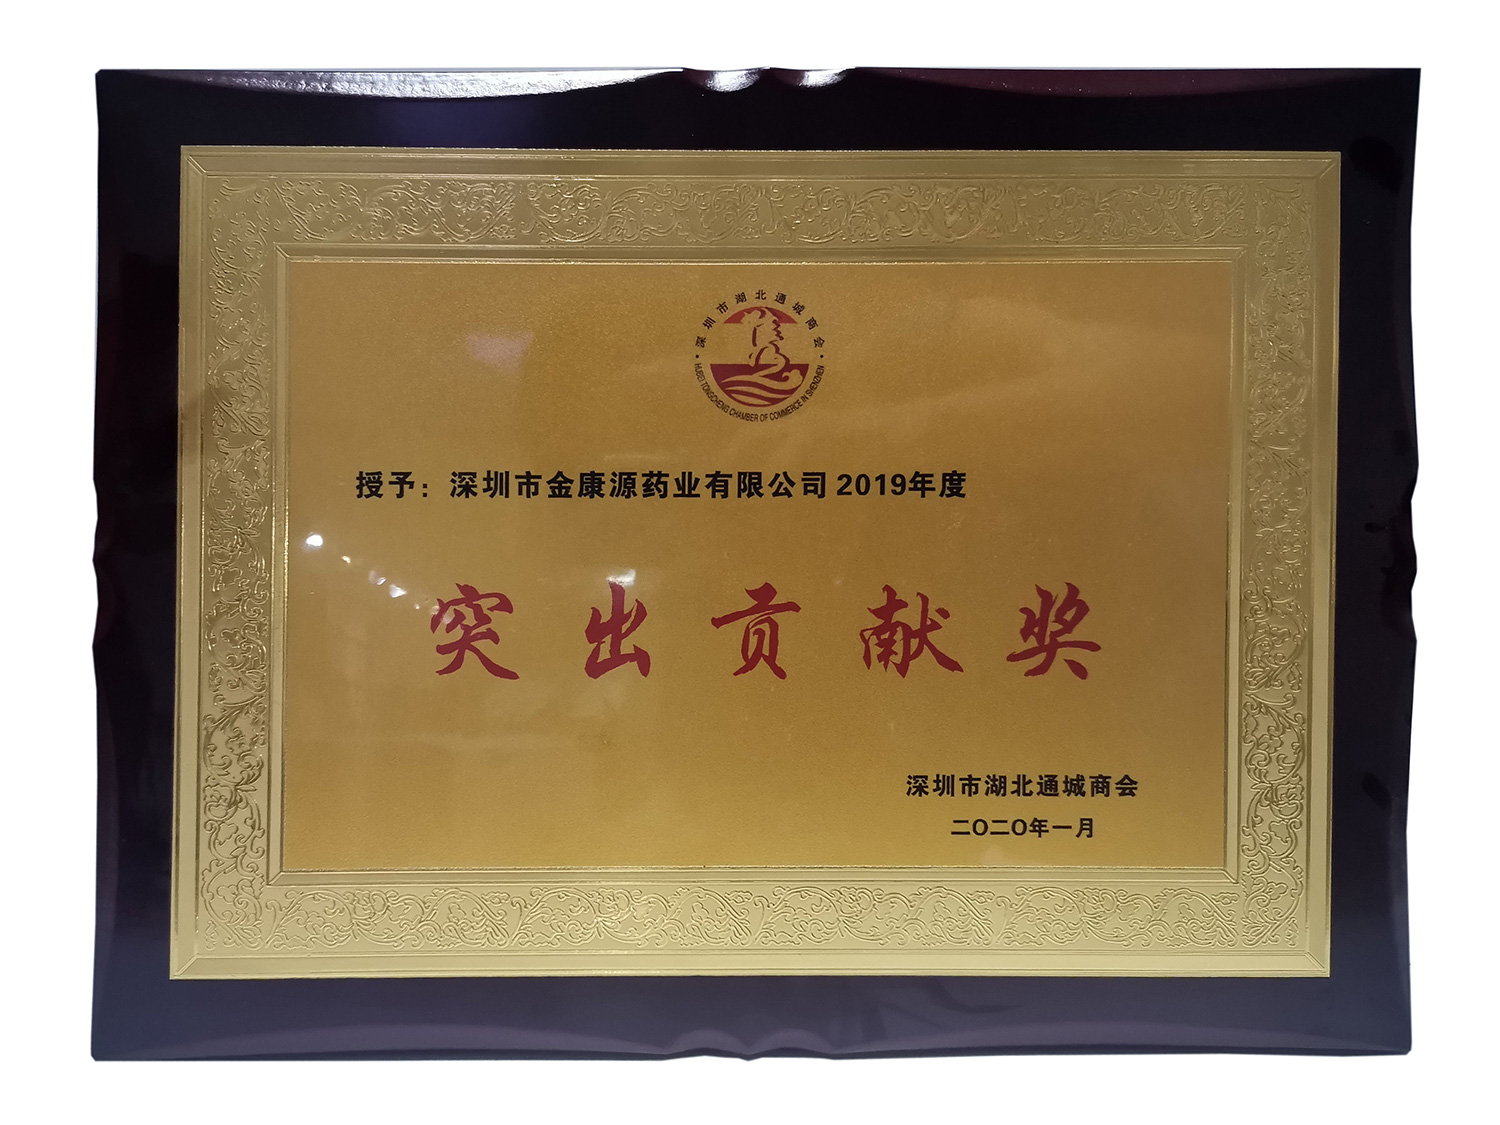 深圳市湖北通城商会
HUBEI TONGCHENG CHAMBER OF COMMERCE IN SHENZHEN
授予：深圳市金康源药业有限公司 2019年度
突出贡献奖
深圳市湖北通城商会
二〇二〇年一月